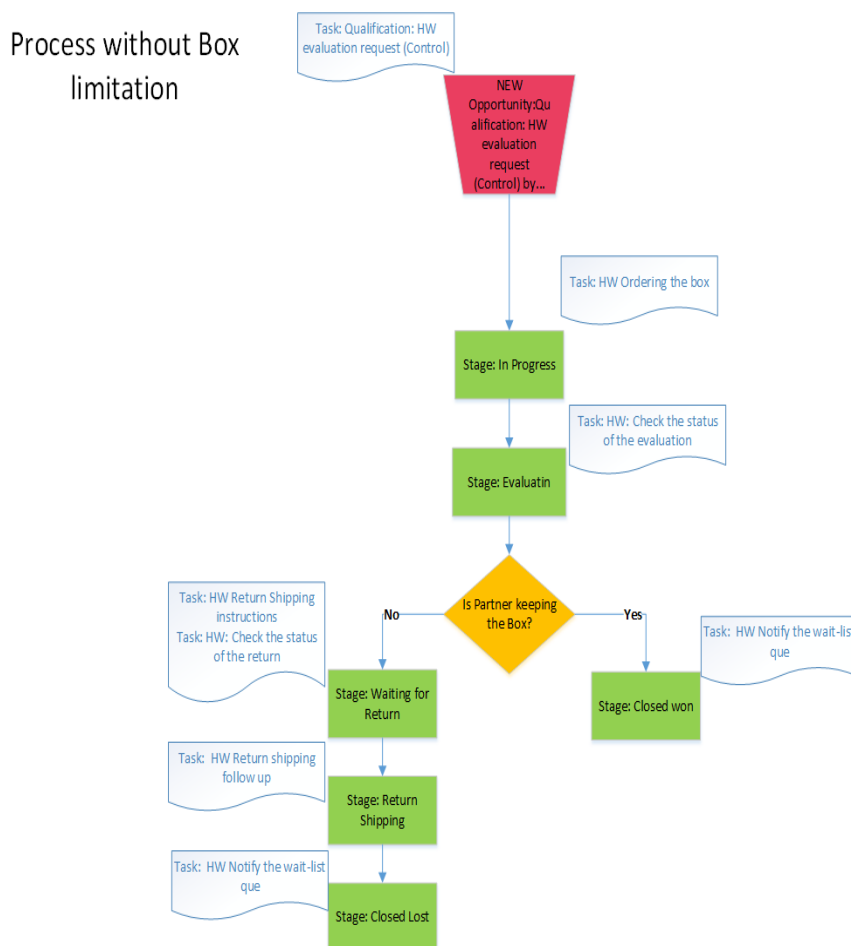 Process without Box
limitation
Task: Qualification: HW
evaluation request (Control)
NEW
Opportunity:Qu
alification: HW
evaluation
request
(Control) by...
Task: HW Ordering the box
Stage: In Progress
Task: HW: Check the status
of the evaluation
Stage: Evaluatin
Is Partner keeping
the Box?
No
Yes
Task: HW Return Shipping
instructions
Task: HW: Check the status
of the return
Task: HW Notify the wait-list
que
Stage: Waiting for
Return
Stage: Closed won
Task: HW Return shipping
follow up
Stage: Return
Shipping
Task: HW Notify the wait-list
que
Stage: Closed Lost